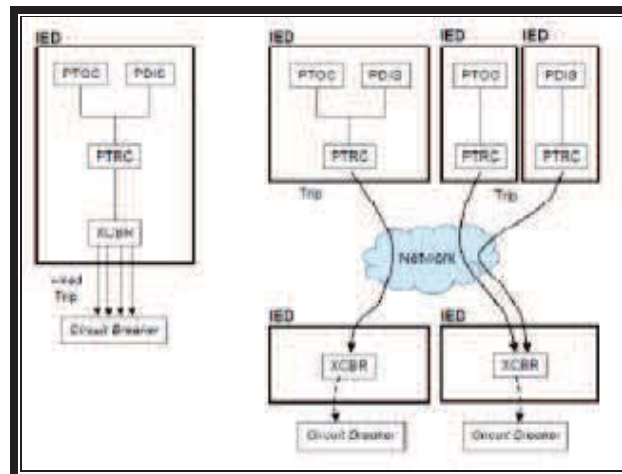 IED
PTOC PDIS
PTRC
XCBR
wired
Trip
Circuit Breaker
IED
PTOC PDIS
PTRC
Trip
IED
PTOC
PTRC
Trip
IED
PDIS
PTRC
Network
IED
XCBR
Circuit Breaker
IED
XCBR
Circuit Breaker